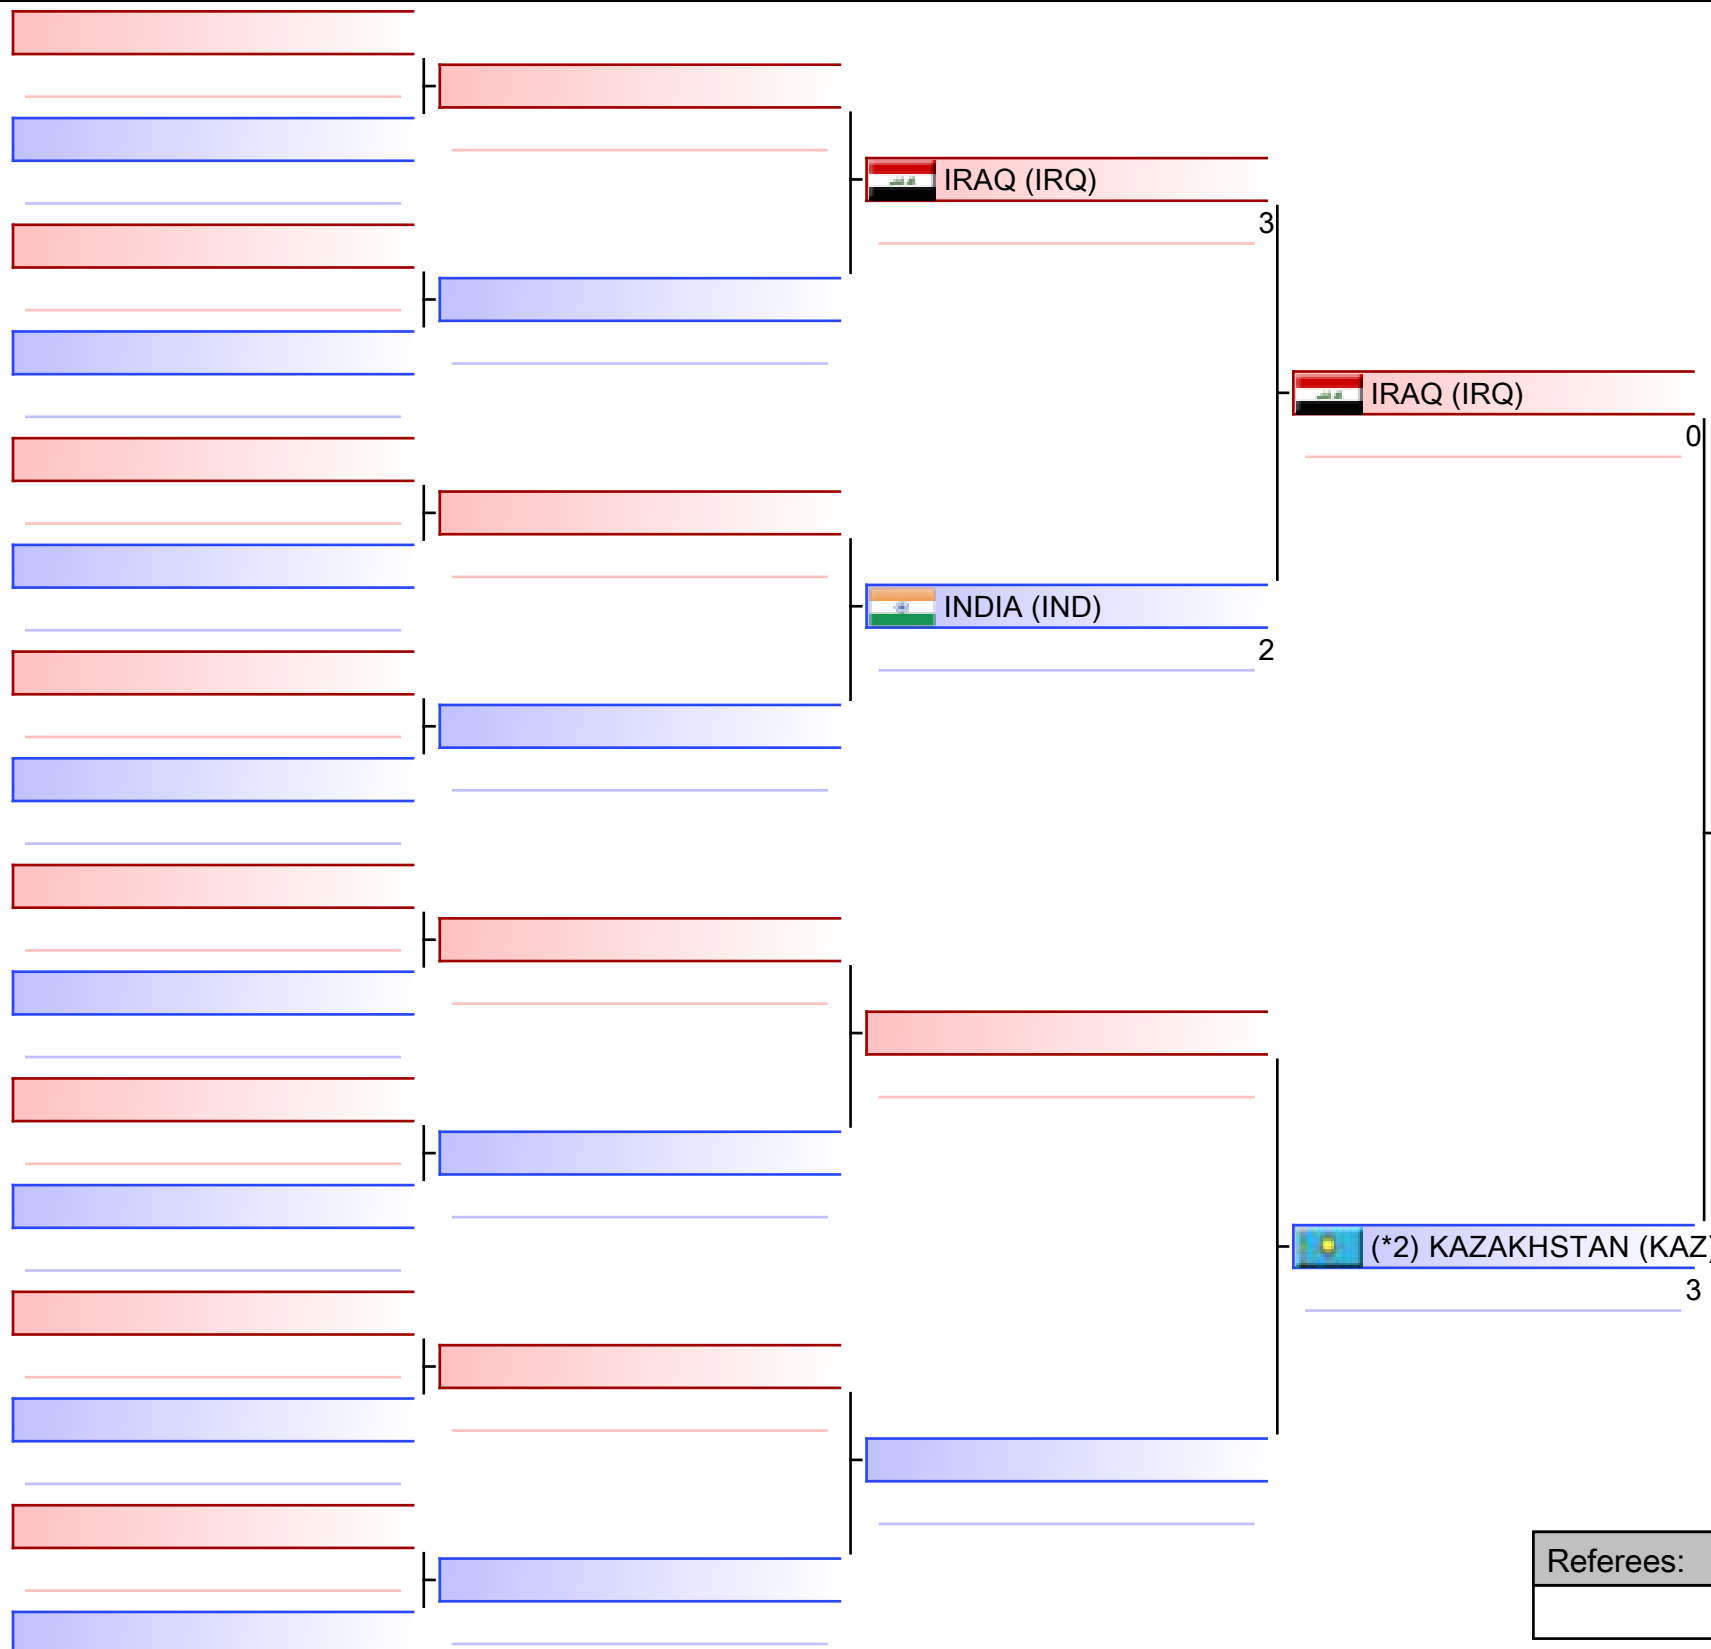 IRAQ (IRQ)
3
IRAQ (IRQ)
0
INDIA (IND)
2
(*2) KAZAKHSTAN (KAZ)
3
Referees: